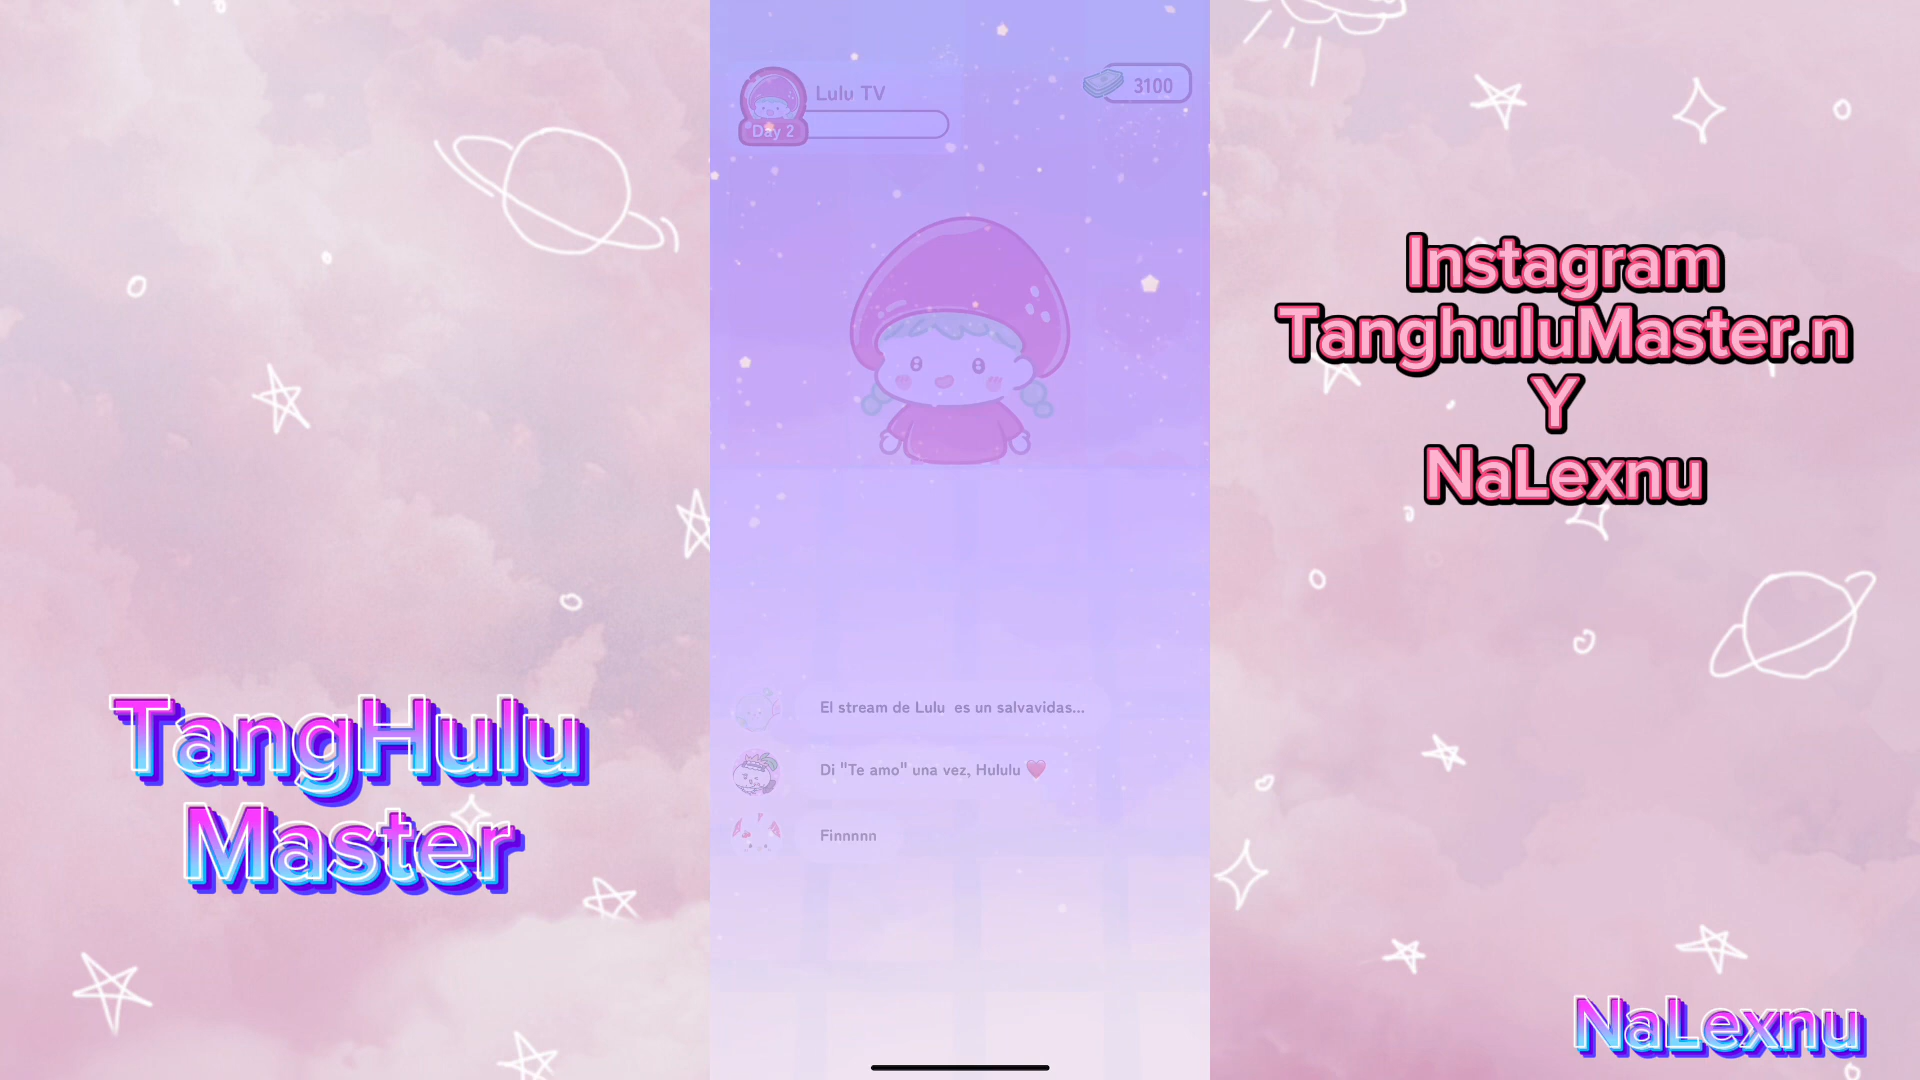 Lulu TV
Day 2
3100
Instagram
TanghuluMaster.n
Y
NaLexnu
El stream de Lulu  es un salvavidas...
Di "Te amo" una vez, Hululu ❤️
Finnnnn
TangHulu
Master
NaLexnu